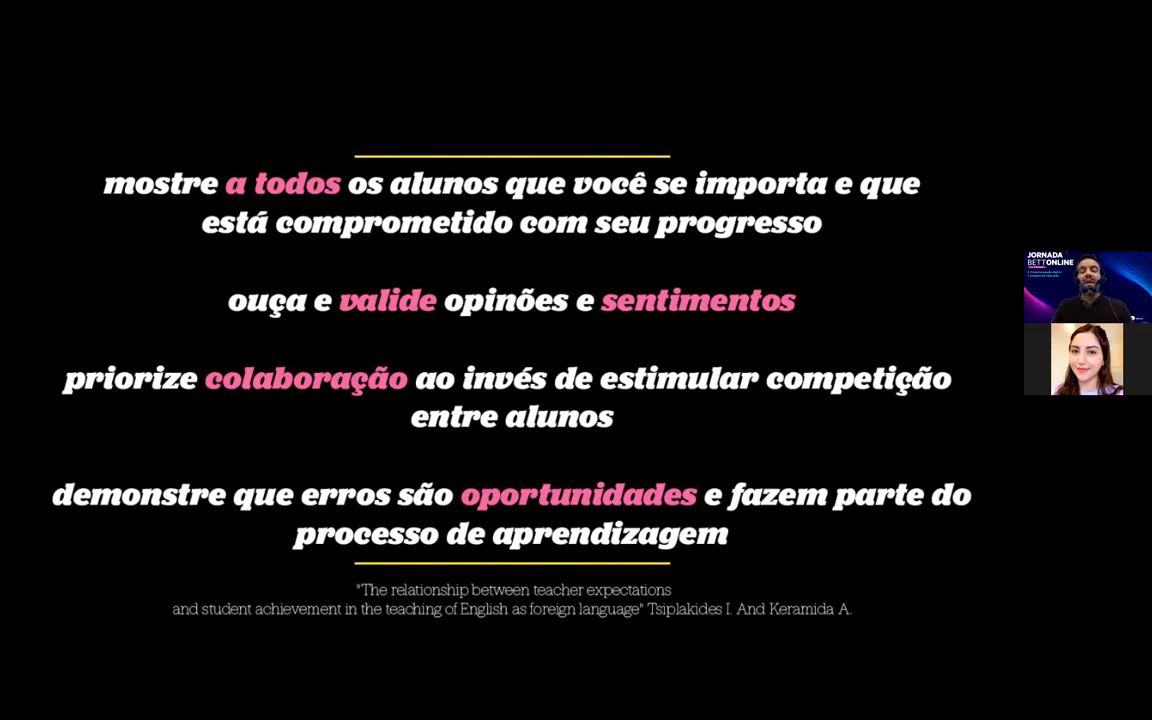 mostre a todos os alunos que você se importa e que
está comprometido com seu progresso
ouça e valide opinões e sentimentos
priorize colaboração ao invés de estimular competição
entre alunos
demonstre que erros são oportunidades e fazem parte do
processo de aprendizagem
"The relationship between teacher expectations
and student achievement in the teaching of English as foreign language" Tsiplakides I. And Keramida A.
JORNADA
BETTONLINE